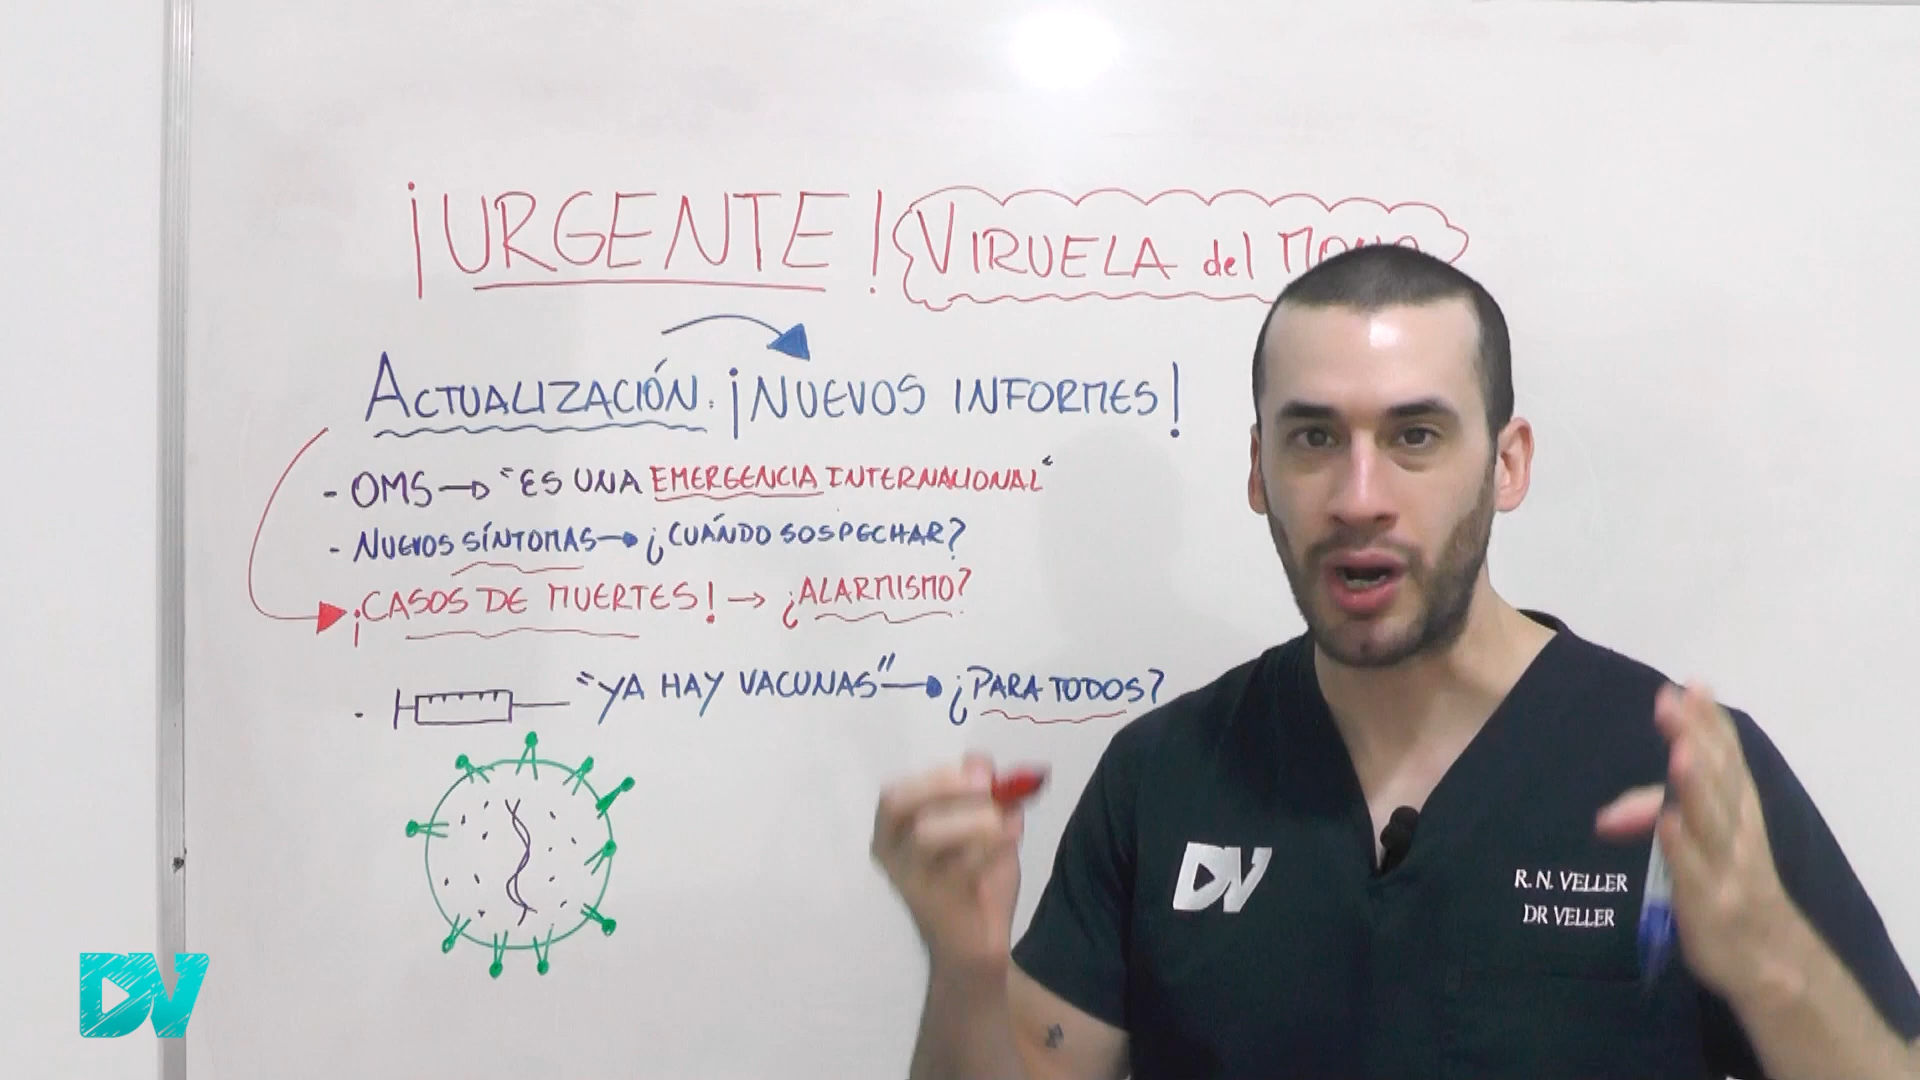 ¡URGENTE! VIRUELA del
ACTUALIZACIÓN: ¡NUEVOS INFORMES!
- OMS → "ES UNA EMERGENCIA INTERNACIONAL"
- NUEVOS SÍNTOMAS → ¿CUÁNDO SOSPECHAR?
¡CASOS DE MUERTES! → ¿ALARMISMO?
- "YA HAY VACUNAS" → ¿PARA TODOS?
DV
R. N. VELLER
DR VELLER
DV